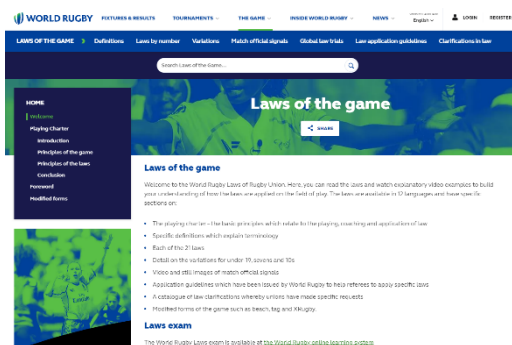 WORLD RUGBY
FIXTURES & RESULTS
TOURNAMENTS
THE GAME
INSIDE WORLD RUGBY
NEWS
English
LOGIN
REGISTER
LAWS OF THE GAME
Definitions
Laws by number
Variations
Match official signals
Global law trials
Law application guidelines
Clarifications in law
Search Laws of the Game...
HOME
Welcome
Playing Charter
Introduction
Principles of the game
Principles of the laws
Conclusion
Foreword
Modified forms
Laws of the game
SHARE
Laws of the game
Welcome to the World Rugby Laws of Rugby Union. Here, you can read the laws and watch explanatory video examples to build
your understanding of how the laws are applied on the field of play. The laws are available in 12 languages and have specific
sections on:
• The playing charter – the basic principles which relate to the playing, coaching and application of law
• Specific definitions which explain terminology
• Each of the 21 laws
• Detail on the variations for under 19, sevens and 10s
• Video and still images of match official signals
• Application guidelines which have been issued by World Rugby to help referees to apply specific laws
• A catalogue of law clarifications whereby unions have made specific requests
• Modified forms of the game such as beach, tag and XRugby.
Laws exam
The World Rugby Laws exam is available at the World Rugby online learning system